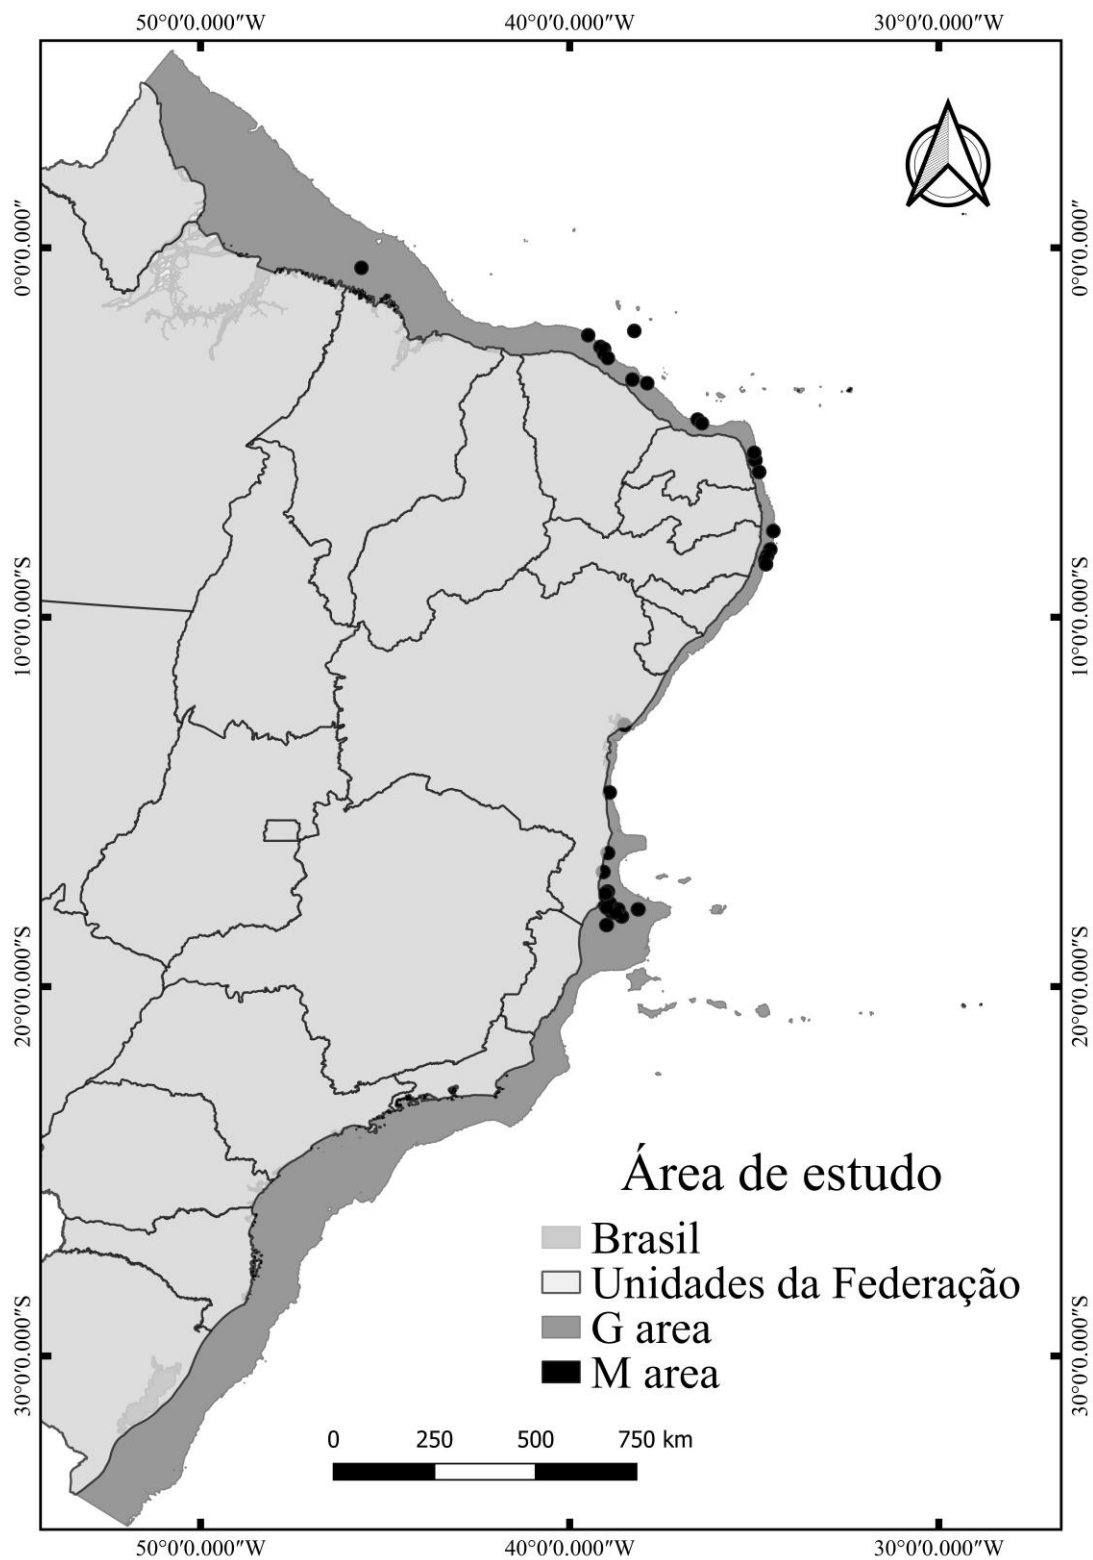 50°0'0.000"W 40°0'0.000"W 30°0'0.000"W
0°0'0.000" 0°0'0.000"
10°0'0.000"S 10°0'0.000"S
20°0'0.000"S 20°0'0.000"S
Área de estudo
Brasil
Unidades da Federação
G area
M area
30°0'0.000"S 30°0'0.000"S
0 250 500 750 km
50°0'0.000"W 40°0'0.000"W 30°0'0.000"W